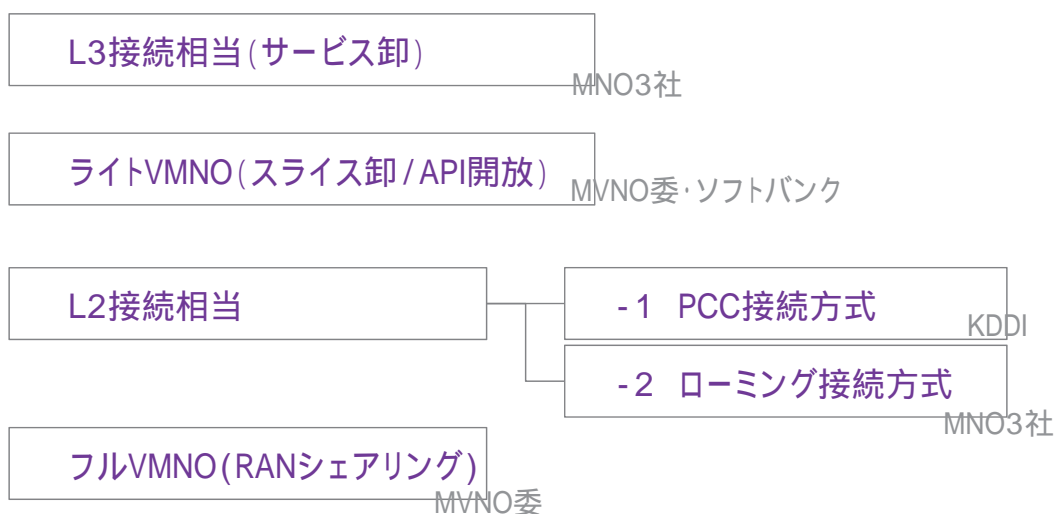 L3接続相当(サービス卸)
MNO3社
ライトVMNO(スライス卸/API開放)
MVNO委・ソフトバンク
L2接続相当
-1 PCC接続方式
KDDI
-2 ローミング接続方式
MNO3社
フルVMNO(RANシェアリング)
MVNO委